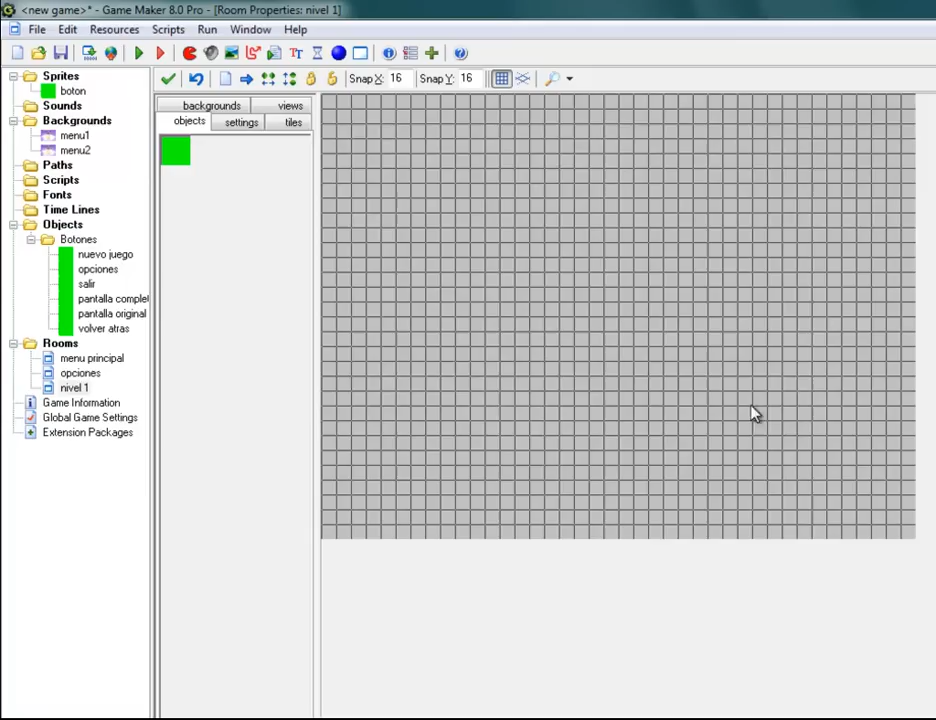 <new game>* - Game Maker 8.0 Pro - [Room Properties: nivel 1]
File Edit Resources Scripts Run Window Help
Snap X: 16 Snap Y: 16
Sprites
boton
Sounds
Backgrounds
menu1
menu2
Paths
Scripts
Fonts
Time Lines
Objects
Botones
nuevo juego
opciones
salir
pantalla complet
pantalla original
volver atras
Rooms
menu principal
opciones
nivel 1
Game Information
Global Game Settings
Extension Packages
backgrounds views
objects settings tiles